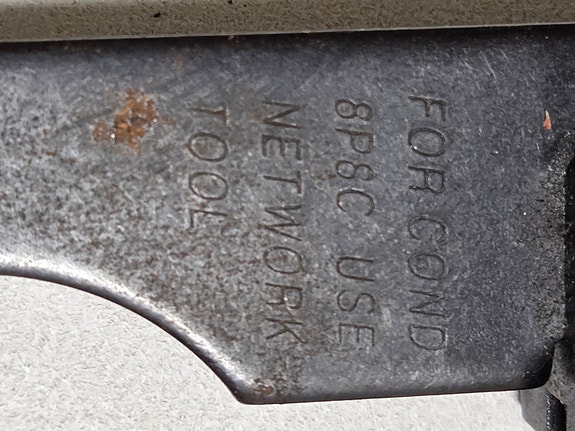 FOR COND
8P8C USE
NETWORK
TOOL